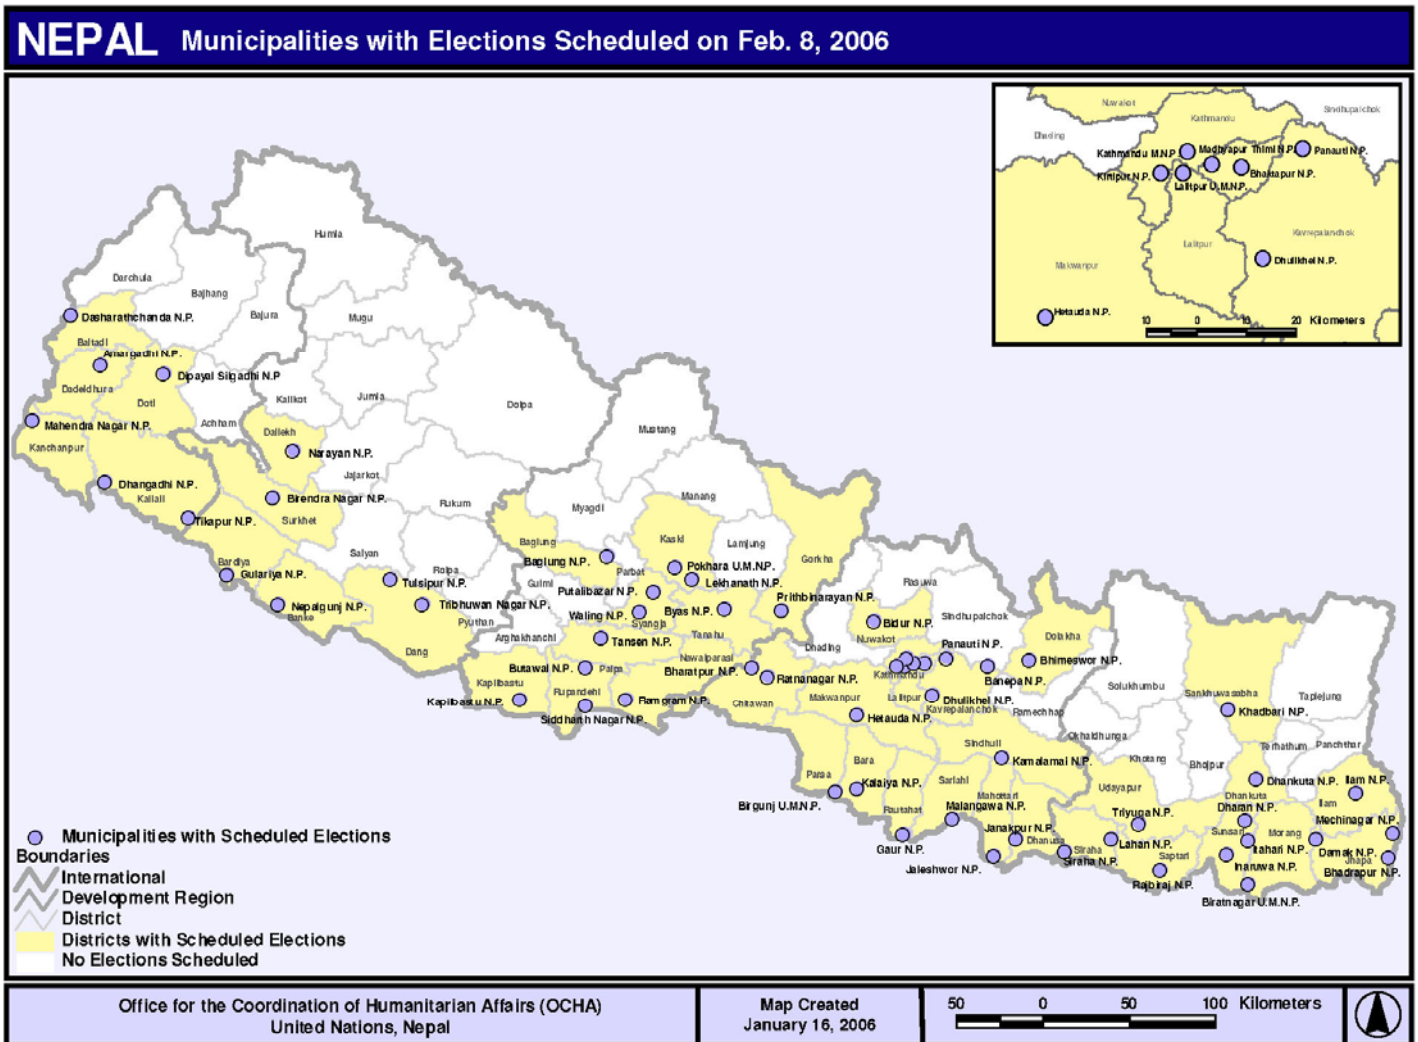 NEPAL Municipalities with Elections Scheduled on Feb. 8, 2006
Nuwakot
Sindhupalchok
Dhading
Kathmandu
Kathmandu M.N.P.
Madhyapur Thimi N.P.
Panauti N.P.
Kirtipur N.P.
Bhaktapur N.P.
Lalitpur U.M.N.P.
Kavrepalanchok
Lalitpur
Makwanpur
Dhulikhel N.P.
Hetauda N.P.
10 0 10 20 Kilometers
Humla
Darchula
Bajhang
Bajura
Mugu
Dasharathchanda N.P.
Baitadi
Amargadhi N.P.
Dipayal Silgadhi N.P
Dadeldhura
Doti
Achham
Kalikot
Jumla
Dolpa
Mahendra Nagar N.P.
Kanchanpur
Dailekh
Narayan N.P.
Mustang
Dhangadhi N.P.
Kailali
Jajarkot
Birendra Nagar N.P.
Rukum
Manang
Myagdi
Tikapur N.P.
Surkhet
Baglung
Kaski
Lamjung
Gorkha
Salyan
Rolpa
Baglung N.P.
Parbat
Pokhara U.M.N.P.
Bardiya
Gulariya N.P.
Tulsipur N.P.
Gulmi
Lekhanath N.P.
Putalibazar N.P.
Prithbinarayan N.P.
Rasuwa
Nepalgunj N.P.
Banke
Tribhuwan Nagar N.P.
Waling N.P.
Byas N.P.
Sindhupalchok
Pyuthan
Syangja
Bidur N.P.
Arghakhanchi
Tansen N.P.
Tanahu
Nuwakot
Dolakha
Dang
Dhading
Panauti N.P.
Nawalparasi
Butawal N.P.
Palpa
Bharatpur N.P.
Ratnanagar N.P.
Kathmandu
Banepa N.P.
Bhimeswor N.P.
Kapilbastu
Rupandehi
Kapilbastu N.P.
Ramgram N.P.
Chitawan
Makwanpur
Lalitpur
Dhulikhel N.P.
Kavrepalanchok
Ramechhap
Siddharth Nagar N.P.
Hetauda N.P.
Solukhumbu
Sankhuwasabha
Taplejung
Khadbari N.P.
Okhaldhunga
Sindhuli
Kamalamai N.P.
Khotang
Bhojpur
Terhathum
Panchthar
Bara
Parsa
Kalaiya N.P.
Sarlahi
Mahottari
Udayapur
Dhankuta N.P.
Ilam N.P.
Dhankuta
Ilam
Birgunj U.M.N.P.
Rautahat
Malangawa N.P.
Triyuga N.P.
Dharan N.P.
Mechinagar N.P.
Janakpur N.P.
Dhanusa
Sunsari
Morang
Gaur N.P.
Siraha
Lahan N.P.
Itahari N.P.
Damak N.P.
Jaleshwor N.P.
Siraha N.P.
Saptari
Inaruwa N.P.
Jhapa
Bhadrapur N.P.
Rajbiraj N.P.
Biratnagar U.M.N.P.
Municipalities with Scheduled Elections
Boundaries
International
Development Region
District
Districts with Scheduled Elections
No Elections Scheduled
Office for the Coordination of Humanitarian Affairs (OCHA)
United Nations, Nepal
Map Created
January 16, 2006
50 0 50 100 Kilometers